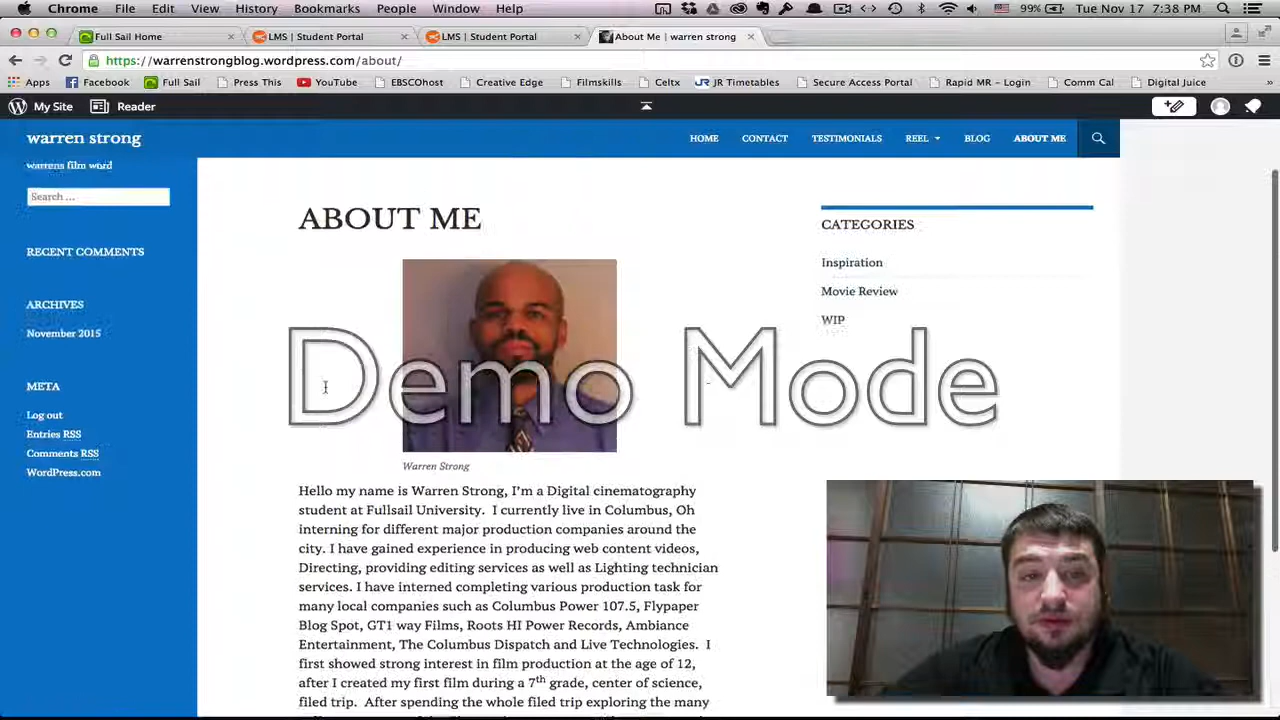 Chrome File Edit View History Bookmarks People Window Help 99% Tue Nov 17 7:38 PM
Full Sail Home LMS | Student Portal LMS | Student Portal About Me | warren strong
https://warrenstrongblog.wordpress.com/about/
Apps Facebook Full Sail Press This YouTube EBSCOhost Creative Edge Filmskills Celtx JR Timetables Secure Access Portal Rapid MR - Login Comm Cal Digital Juice »
My Site Reader
warren strong HOME CONTACT TESTIMONIALS REEL BLOG ABOUT ME
warrens film word
Search ...
RECENT COMMENTS
ARCHIVES
November 2015
META
Log out
Entries RSS
Comments RSS
WordPress.com
ABOUT ME
Demo Mode
Warren Strong
Hello my name is Warren Strong, I'm a Digital cinematography
student at Fullsail University. I currently live in Columbus, Oh
interning for different major production companies around the
city. I have gained experience in producing web content videos,
Directing, providing editing services as well as Lighting technician
services. I have interned completing various production task for
many local companies such as Columbus Power 107.5, Flypaper
Blog Spot, GT1 way Films, Roots HI Power Records, Ambiance
Entertainment, The Columbus Dispatch and Live Technologies. I
first showed strong interest in film production at the age of 12,
after I created my first film during a 7th grade, center of science,
filed trip. After spending the whole filed trip exploring the many
CATEGORIES
Inspiration
Movie Review
WIP